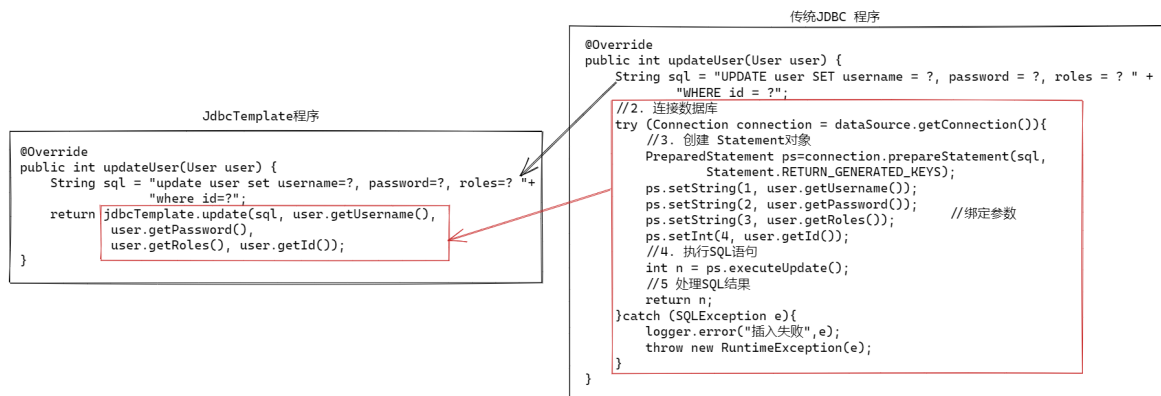 JdbcTemplate程序
@Override
public int updateUser(User user) {
String sql = "update user set username=?, password=?, roles=? "+
"where id=?";
return jdbcTemplate.update(sql, user.getUsername(),
user.getPassword(),
user.getRoles(), user.getId());
}
传统JDBC 程序
@Override
public int updateUser(User user) {
String sql = "UPDATE user SET username = ?, password = ?, roles = ? " +
"WHERE id = ?";
//2. 连接数据库
try (Connection connection = dataSource.getConnection()){
//3. 创建 Statement对象
PreparedStatement ps=connection.prepareStatement(sql,
Statement.RETURN_GENERATED_KEYS);
ps.setString(1, user.getUsername());
ps.setString(2, user.getPassword());
ps.setString(3, user.getRoles()); //绑定参数
ps.setInt(4, user.getId());
//4. 执行SQL语句
int n = ps.executeUpdate();
//5 处理SQL结果
return n;
}catch (SQLException e){
logger.error("插入失败",e);
throw new RuntimeException(e);
}
}